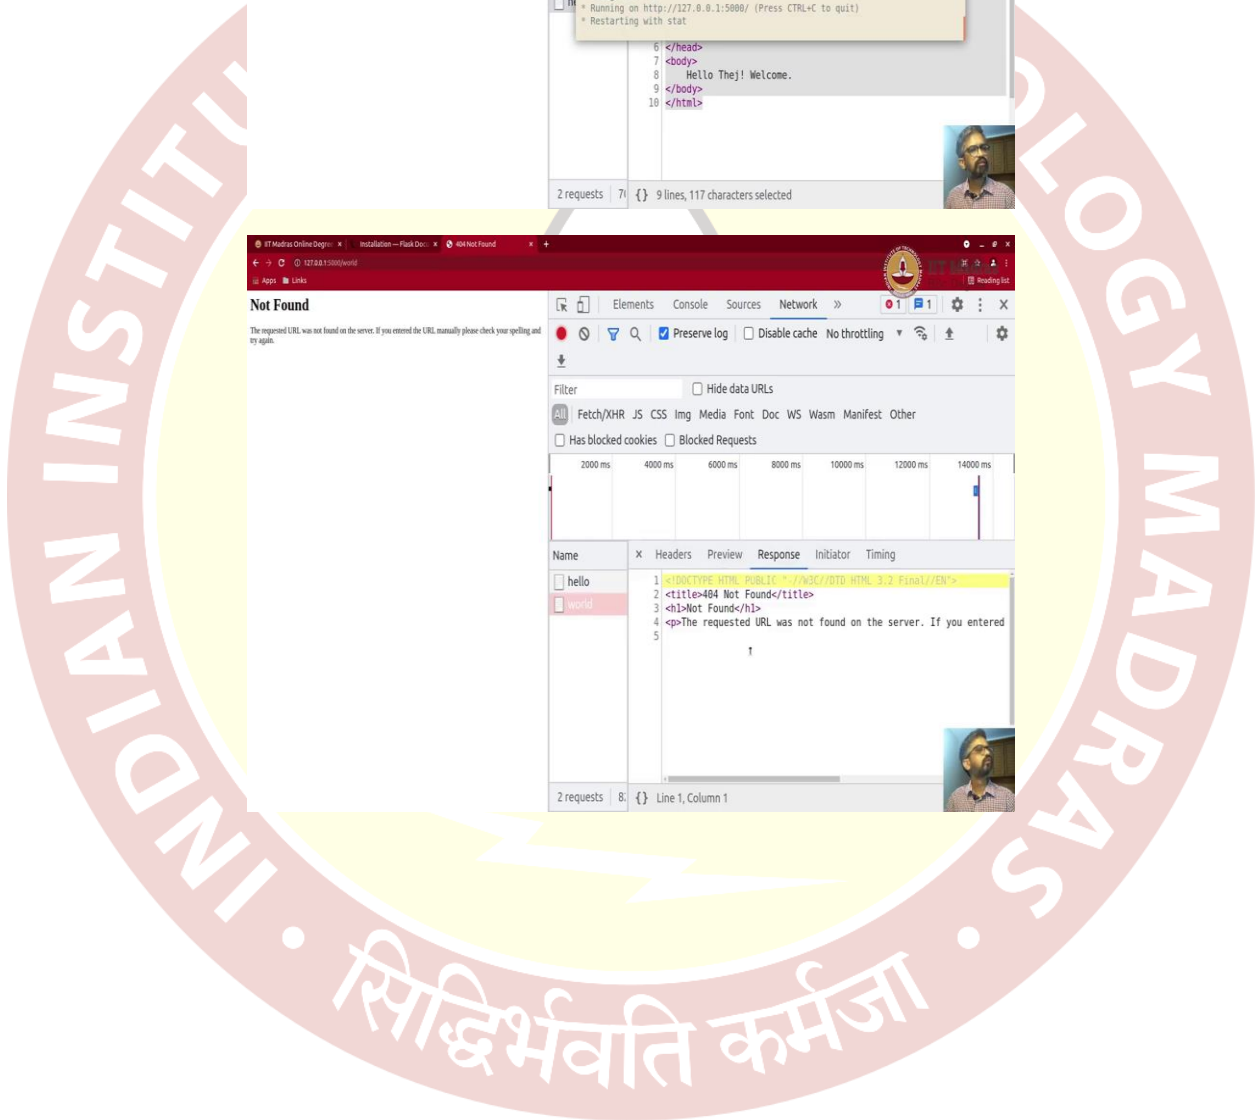 * Running on http://127.0.0.1:5000/ (Press CTRL+C to quit)
* Restarting with stat
6 </head>
7 <body>
8 Hello Thej! Welcome.
9 </body>
10 </html>
2 requests
{} 9 lines, 117 characters selected
IIT Madras Online Degree x Installation — Flask Doc x 404 Not Found x +
127.0.0.1:5000/world
Apps Links Reading list
Not Found
The requested URL was not found on the server. If you entered the URL manually please check your spelling and
try again.
Elements Console Sources Network » 1 1
Preserve log Disable cache No throttling
Filter Hide data URLs
All Fetch/XHR JS CSS Img Media Font Doc WS Wasm Manifest Other
Has blocked cookies Blocked Requests
2000 ms 4000 ms 6000 ms 8000 ms 10000 ms 12000 ms 14000 ms
Name x Headers Preview Response Initiator Timing
hello
world
1 <!DOCTYPE HTML PUBLIC "-//W3C//DTD HTML 3.2 Final//EN">
2 <title>404 Not Found</title>
3 <h1>Not Found</h1>
4 <p>The requested URL was not found on the server. If you entered
5
2 requests
{} Line 1, Column 1
INDIAN INSTITU
OLOGY MADRAS
सिद्धिर्भवति कर्मजा